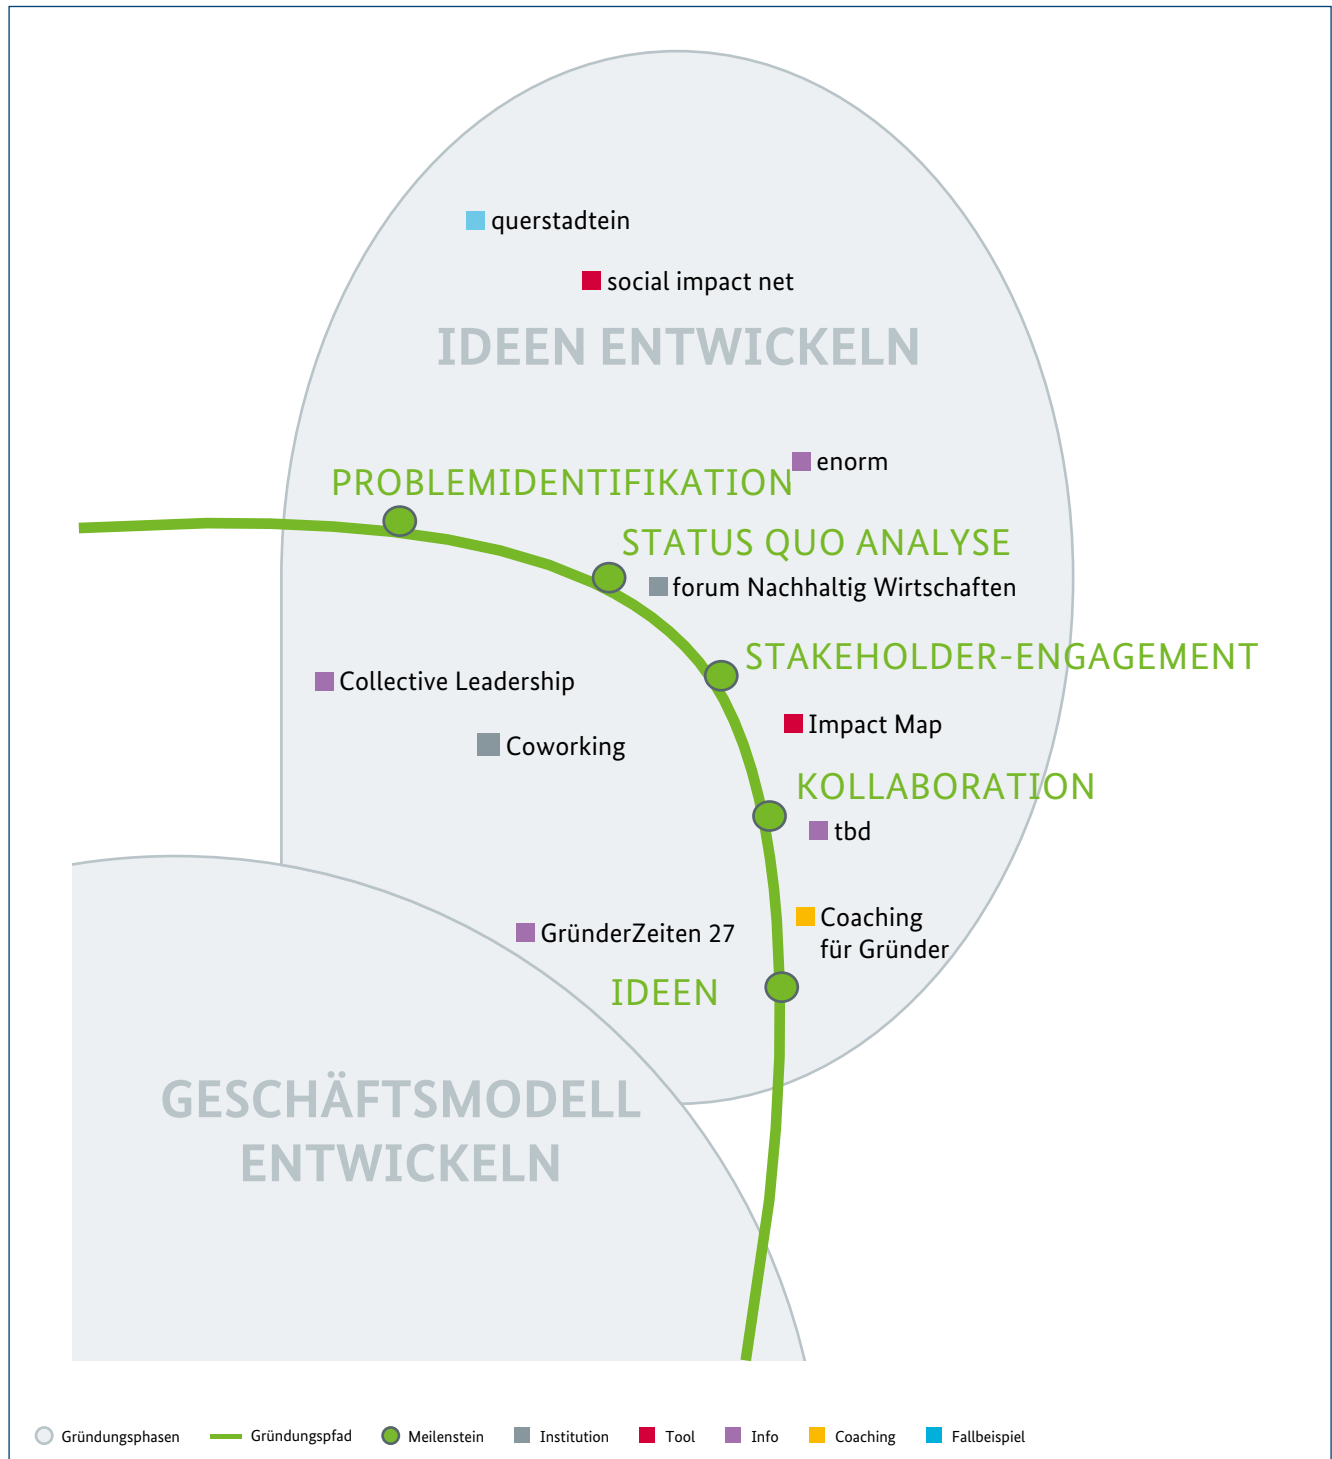 querstadtein
social impact net
IDEEN ENTWICKELN
enorm
PROBLEMIDENTIFIKATION
STATUS QUO ANALYSE
forum Nachhaltig Wirtschaften
STAKEHOLDER-ENGAGEMENT
Collective Leadership
Impact Map
Coworking
KOLLABORATION
tbd
Coaching
für Gründer
GründerZeiten 27
IDEEN
GESCHÄFTSMODELL
ENTWICKELN
Gründungsphasen
Gründungspfad
Meilenstein
Institution
Tool
Info
Coaching
Fallbeispiel